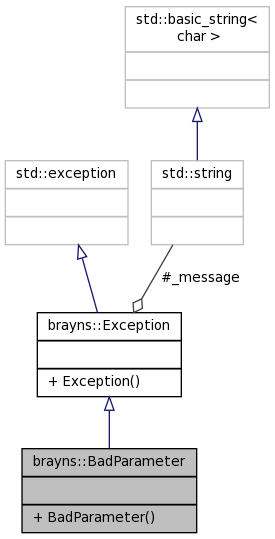 std::basic_string<
char >
std::exception
std::string
#_message
brayns::Exception
+ Exception()
brayns::BadParameter
+ BadParameter()